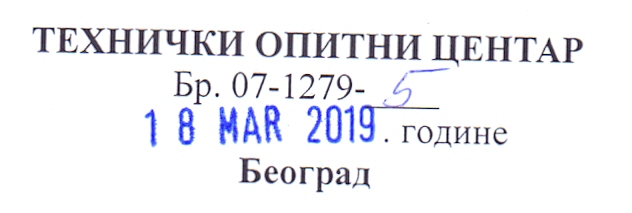 ТЕХНИЧКИ ОПИТНИ ЦЕНТАР
Бр. 07-1279- 5
18 MAR 2019. године
Београд